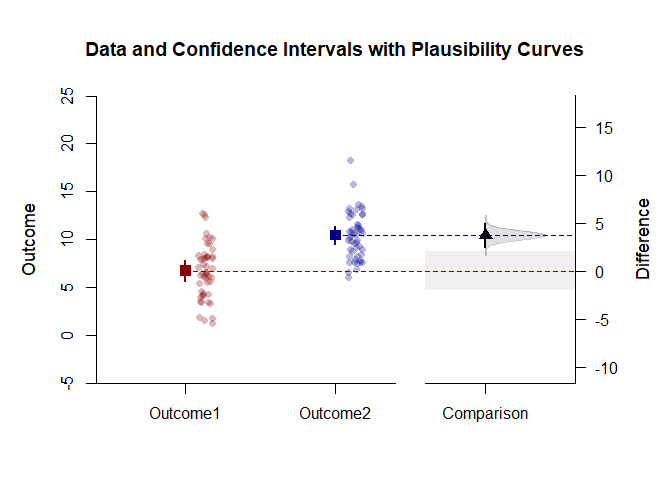 Data and Confidence Intervals with Plausibility Curves
Outcome
25
20
15
10
5
0
-5
Outcome1
Outcome2
Comparison
15
10
5
0
-5
-10
Difference